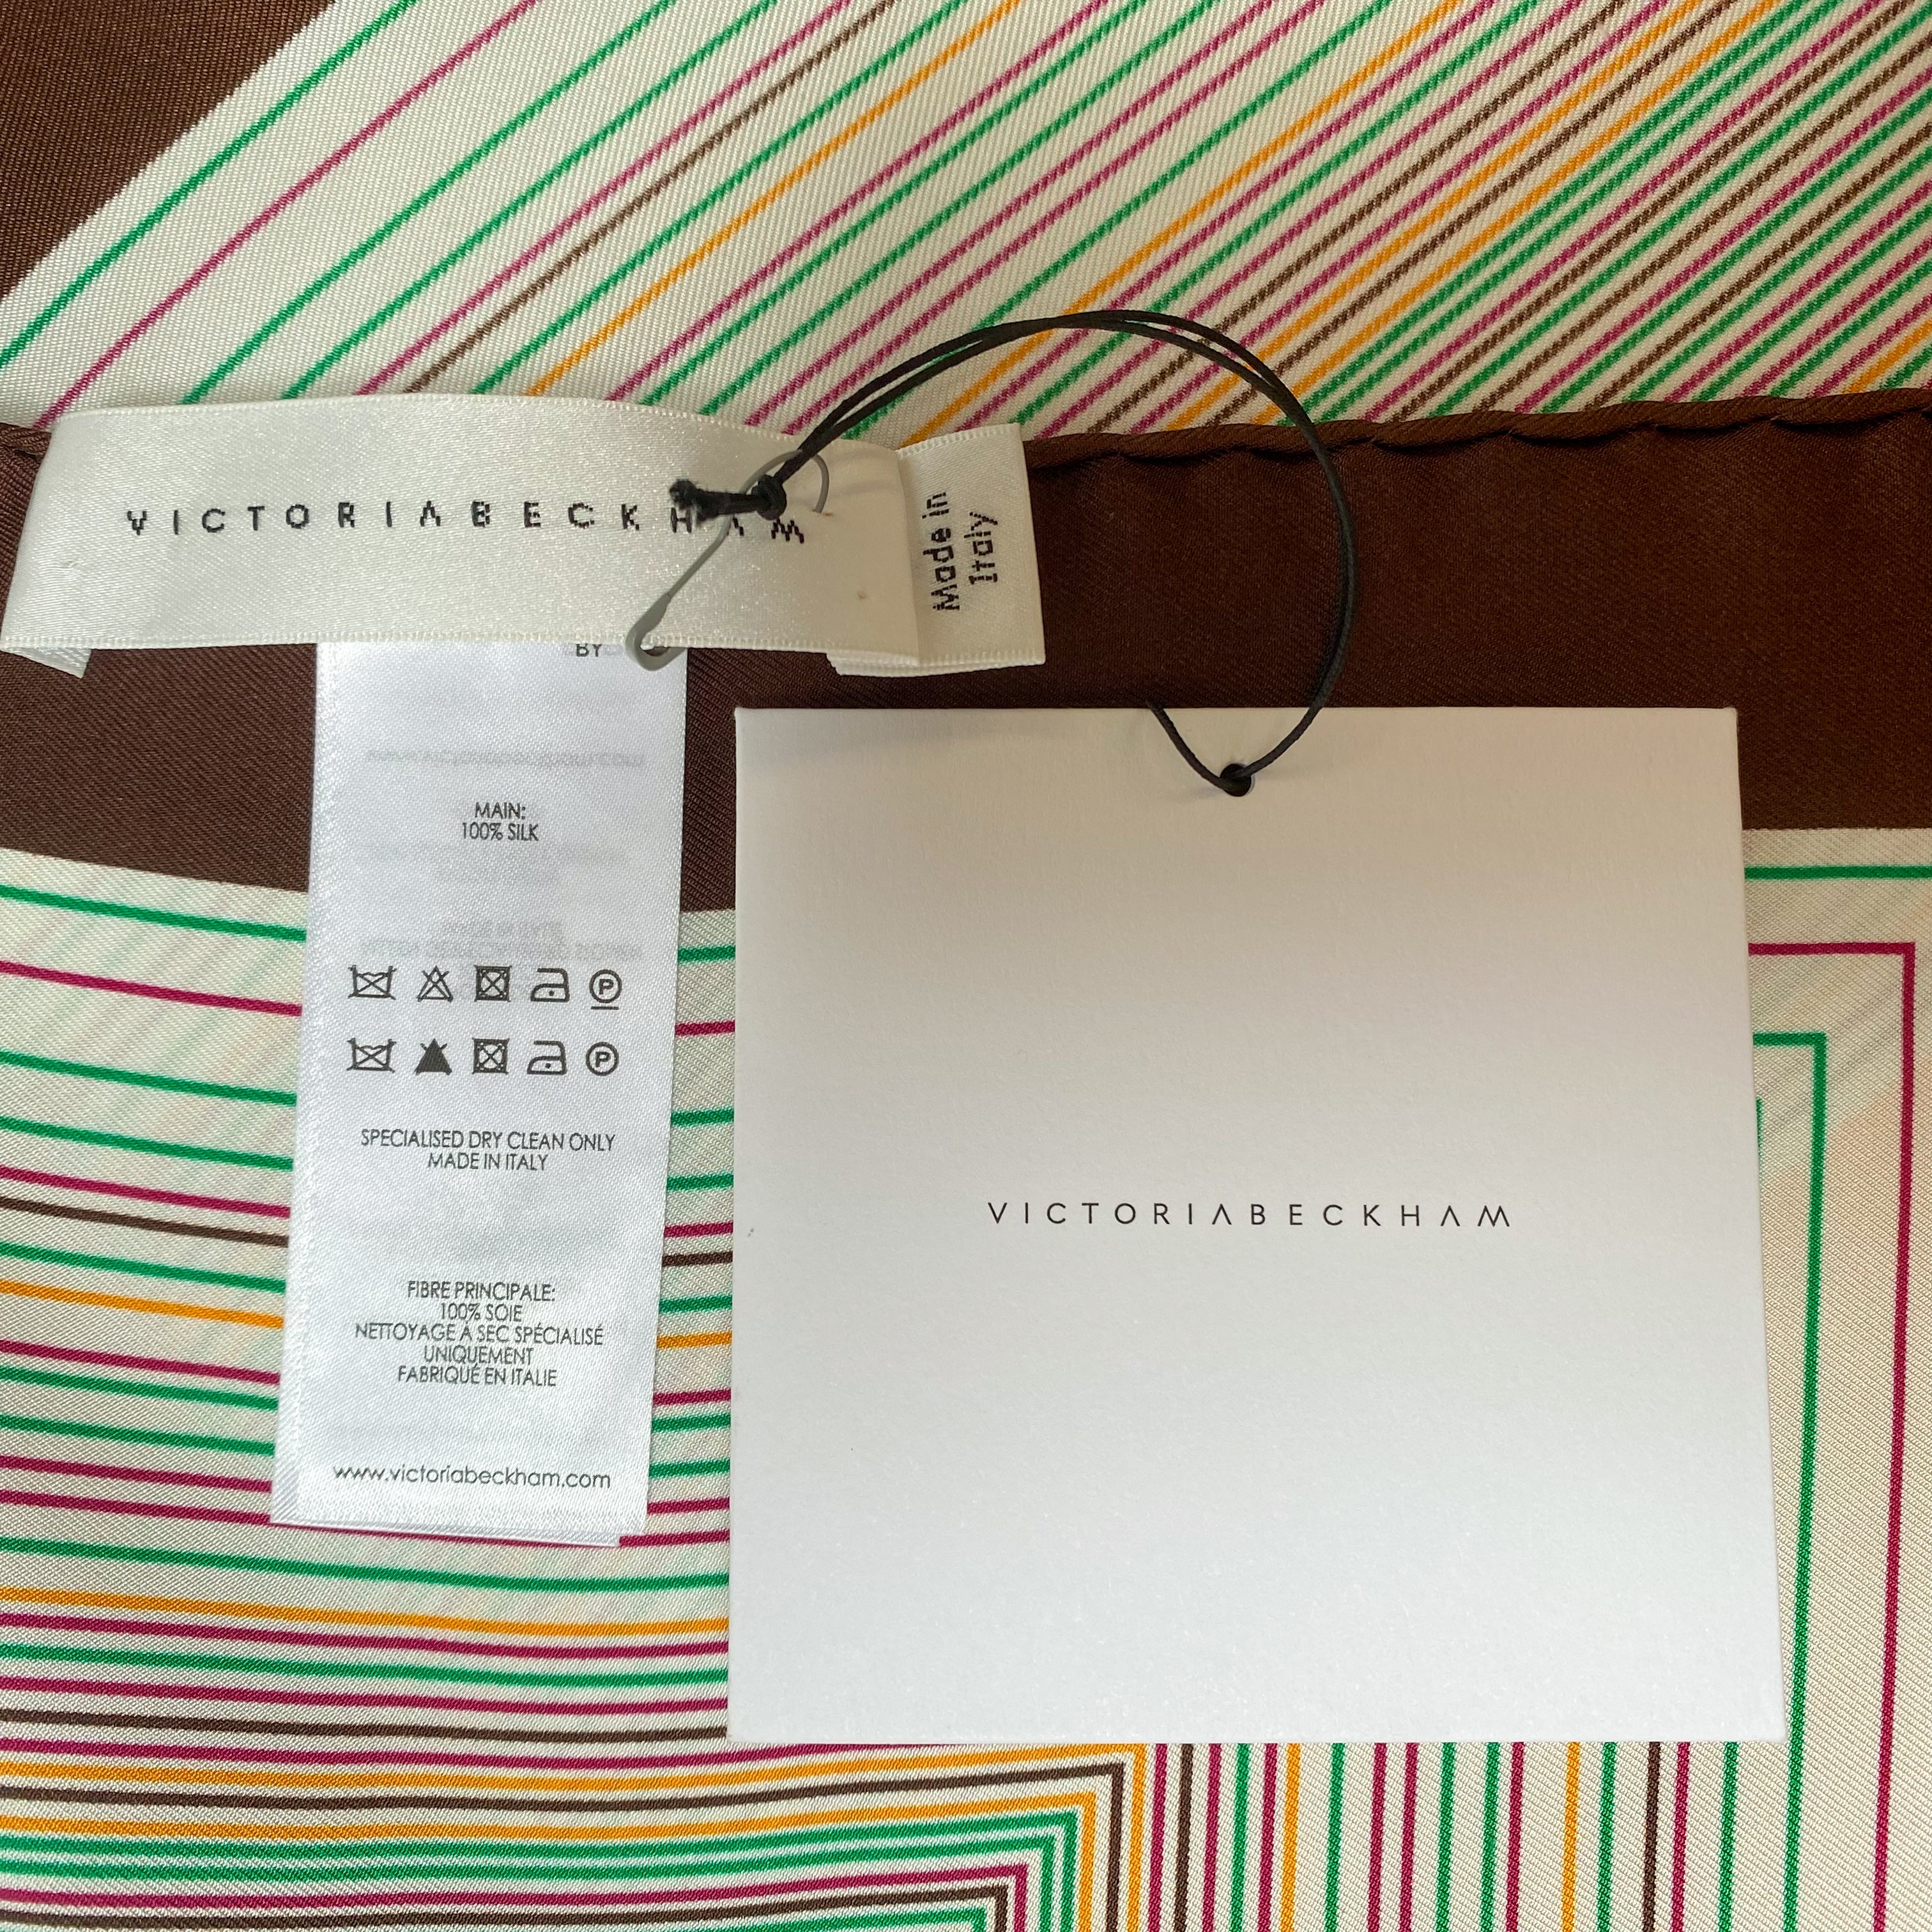 VICTORIABECKHAM
Made in
Italy
BY
MAIN:
100% SILK
P
P
SPECIALISED DRY CLEAN ONLY
MADE IN ITALY
FIBRE PRINCIPALE:
100% SOIE
NETTOYAGE À SEC SPÉCIALISÉ
UNIQUEMENT
FABRIQUÉ EN ITALIE
www.victoriabeckham.com
VICTORIABECKHAM